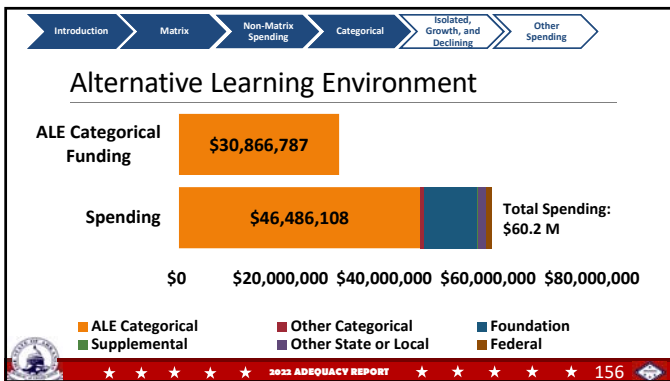 Introduction
Matrix
Non-Matrix
Spending
Categorical
Isolated,
Growth, and
Declining
Other
Spending
Alternative Learning Environment
ALE Categorical
Funding
$30,866,787
Spending
$46,486,108
Total Spending:
$60.2 M
$0 $20,000,000 $40,000,000 $60,000,000 $80,000,000
ALE Categorical Other Categorical Foundation
Supplemental Other State or Local Federal
2022 ADEQUACY REPORT
156